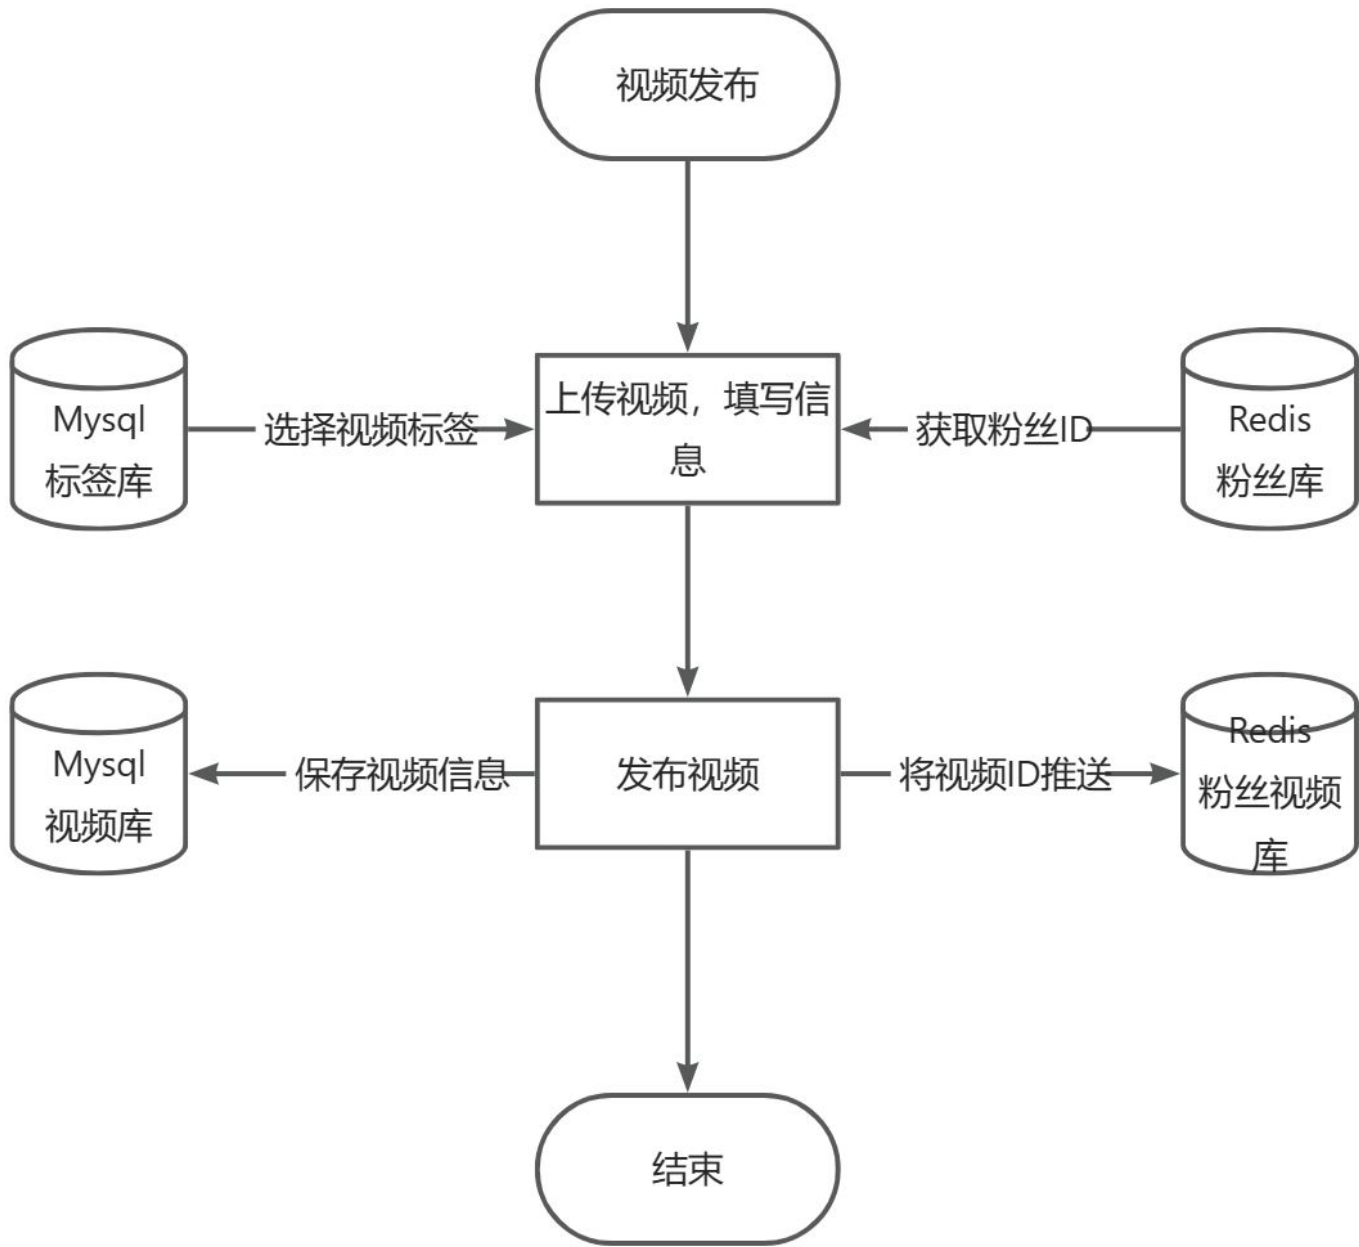 视频发布
Mysql
标签库
选择视频标签
上传视频，填写信
息
获取粉丝ID
Redis
粉丝库
Mysql
视频库
保存视频信息
发布视频
将视频ID推送
Redis
粉丝视频
库
结束